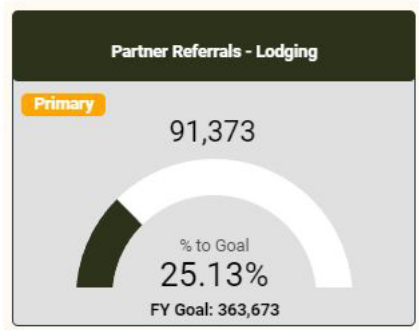 Partner Referrals - Lodging
Primary
91,373
% to Goal
25.13%
FY Goal: 363,673